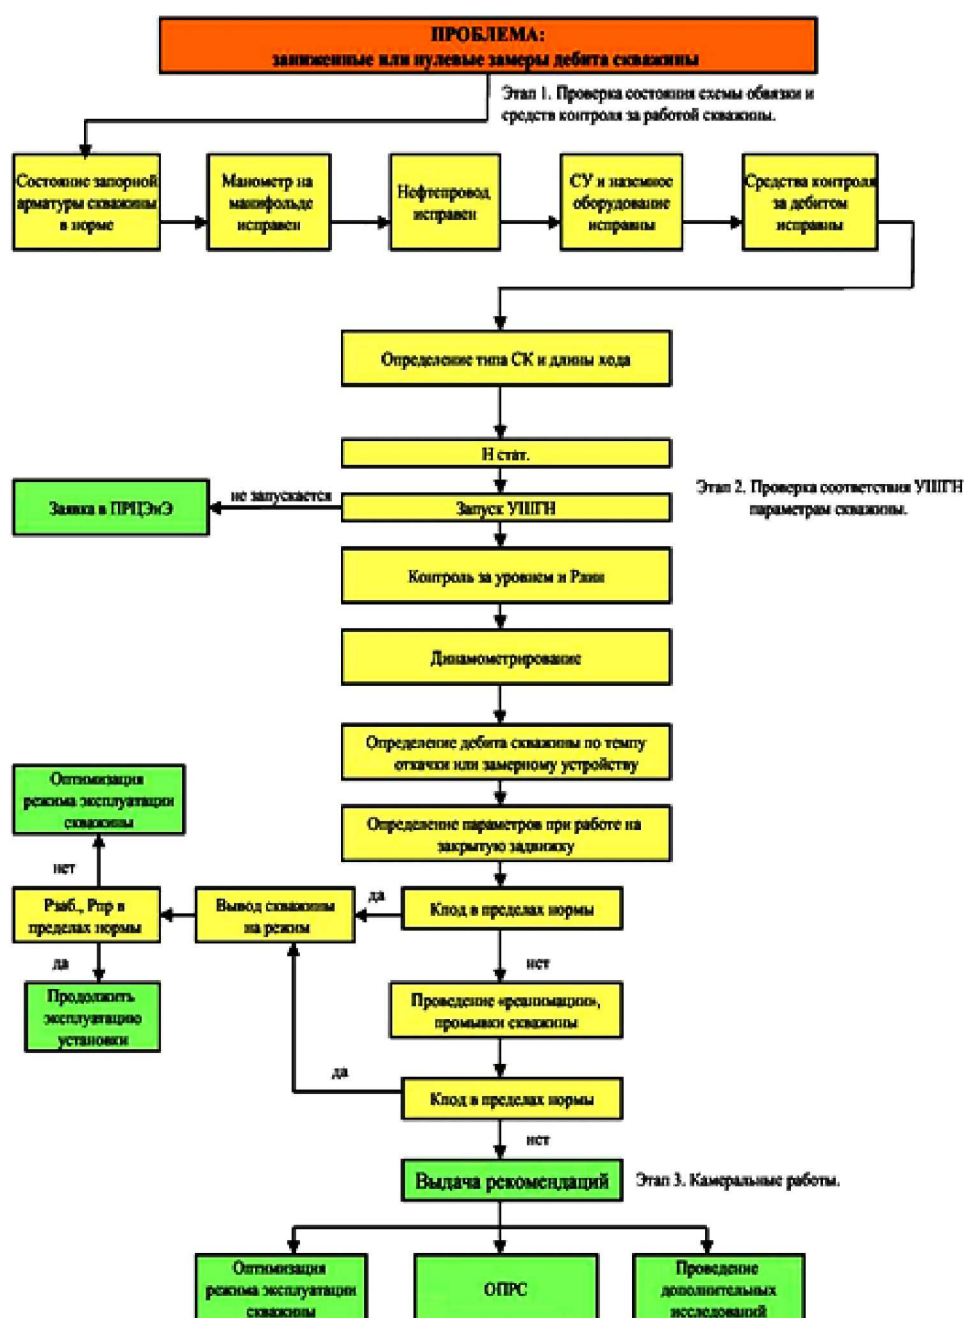 ПРОБЛЕМА:
заниженные или нулевые замеры дебита скважины
Этап 1. Проверка состояния схемы обвязки и
средств контроля за работой скважины.
Состояние запорной
арматуры скважины
в норме
Манометр на
манифольде
исправен
Нефтепровод
исправен
СУ и наземное
оборудование
исправны
Средства контроля
за дебитом
исправны
Определение типа СК и длины хода
Н стат.
Заявка в ПРЦЭиЭ
не запускается
Запуск УШГН
Этап 2. Проверка соответствия УШГН
параметрам скважины.
Контроль за уровнем и Рлин
Динамометрирование
Определение дебита скважины по темпу
откачки или замерному устройству
Оптимизация
режима эксплуатации
скважины
Определение параметров при работе на
закрытую задвижку
нет
Рзаб., Рпр в
пределах нормы
Вывод скважины
на режим
да
Кпод в пределах нормы
да
нет
Продолжить
эксплуатацию
установки
Проведение «реанимации»,
промывки скважины
да
Кпод в пределах нормы
нет
Выдача рекомендаций
Этап 3. Камеральные работы.
Оптимизация
режима эксплуатации
скважины
ОПРС
Проведение
дополнительных
исследований